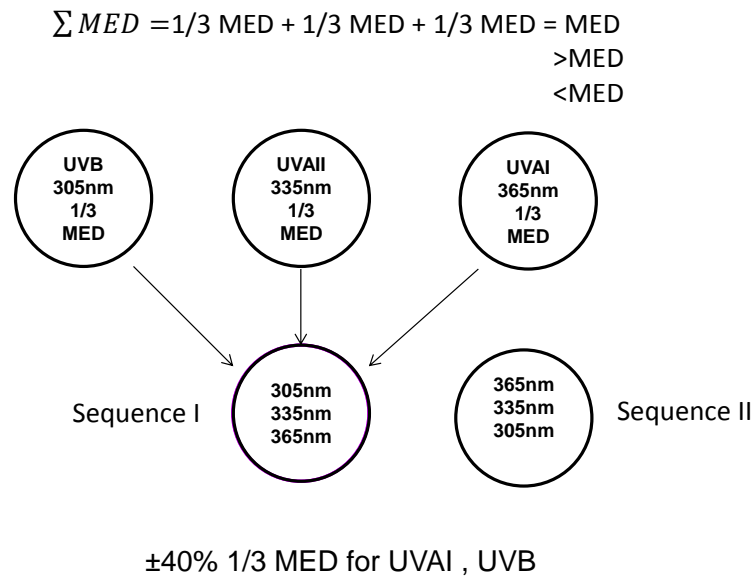 ∑ MED =1/3 MED + 1/3 MED + 1/3 MED = MED
>MED
<MED
UVB
305nm
1/3
MED
UVAII
335nm
1/3
MED
UVAI
365nm
1/3
MED
Sequence I
305nm
335nm
365nm
365nm
335nm
305nm
Sequence II
±40% 1/3 MED for UVAI , UVB